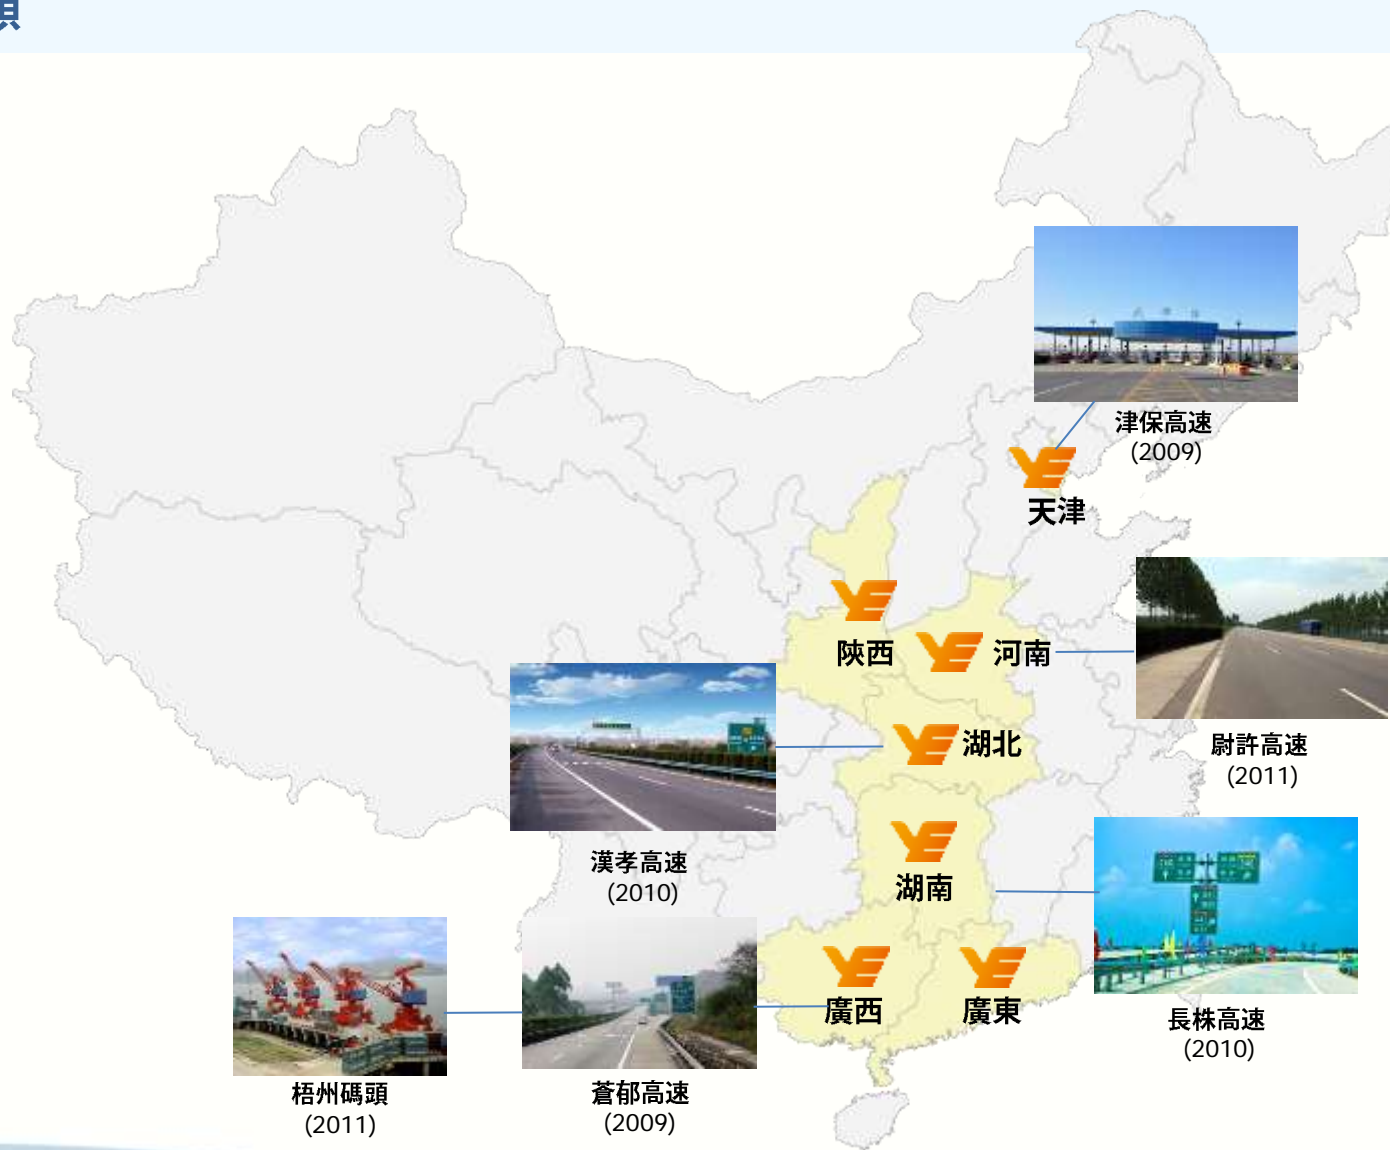 津保高速
(2009)
天津
陝西
河南
尉許高速
(2011)
湖北
漢孝高速
(2010)
湖南
長株高速
(2010)
廣西
廣東
梧州碼頭
(2011)
蒼郁高速
(2009)